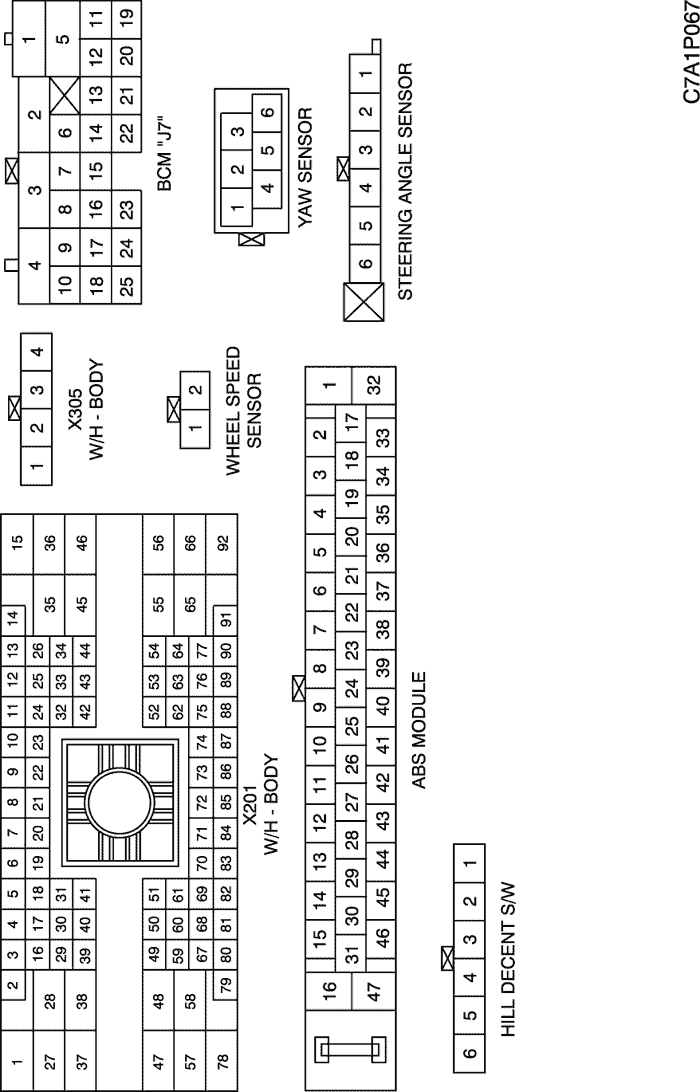 1 2 3 4 5 6 7 8 9 10 11 12 13 14 15
27 28 16 17 18 19 20 21 22 23 24 25 26 35 36
29 30 31 32 33 34
37 38 39 40 41 42 43 44 45 46
47 48 49 50 51 52 53 54 55 56
57 58 59 60 61 62 63 64 65 66
67 68 69 70 71 72 73 74 75 76 77
78 79 80 81 82 83 84 85 86 87 88 89 90 91 92
X201
W/H - BODY
1 2 3 4
X305
W/H - BODY
4 3 2 1
10 9 8 7 6 5
18 17 16 15 14 13 12 11
25 24 23 22 21 20 19
BCM "J7"
1 2
WHEEL SPEED
SENSOR
1 2 3
4 5 6
YAW SENSOR
16 15 14 13 12 11 10 9 8 7 6 5 4 3 2 1
31 30 29 28 27 26 25 24 23 22 21 20 19 18 17
47 46 45 44 43 42 41 40 39 38 37 36 35 34 33 32
ABS MODULE
6 5 4 3 2 1
STEERING ANGLE SENSOR
6 5 4 3 2 1
HILL DECENT S/W
C7A1P067